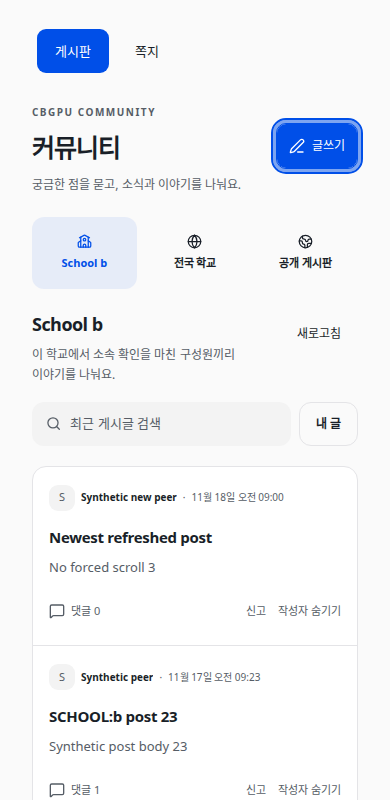 게시판 쪽지
CBGPU COMMUNITY
커뮤니티
글쓰기
궁금한 점을 묻고, 소식과 이야기를 나눠요.
School b 전국 학교 공개 게시판
School b
새로고침
이 학교에서 소속 확인을 마친 구성원끼리
이야기를 나눠요.
최근 게시글 검색 내 글
S Synthetic new peer · 11월 18일 오전 09:00
Newest refreshed post
No forced scroll 3
댓글 0 신고 작성자 숨기기
S Synthetic peer · 11월 17일 오전 09:23
SCHOOL:b post 23
Synthetic post body 23
댓글 1 신고 작성자 숨기기